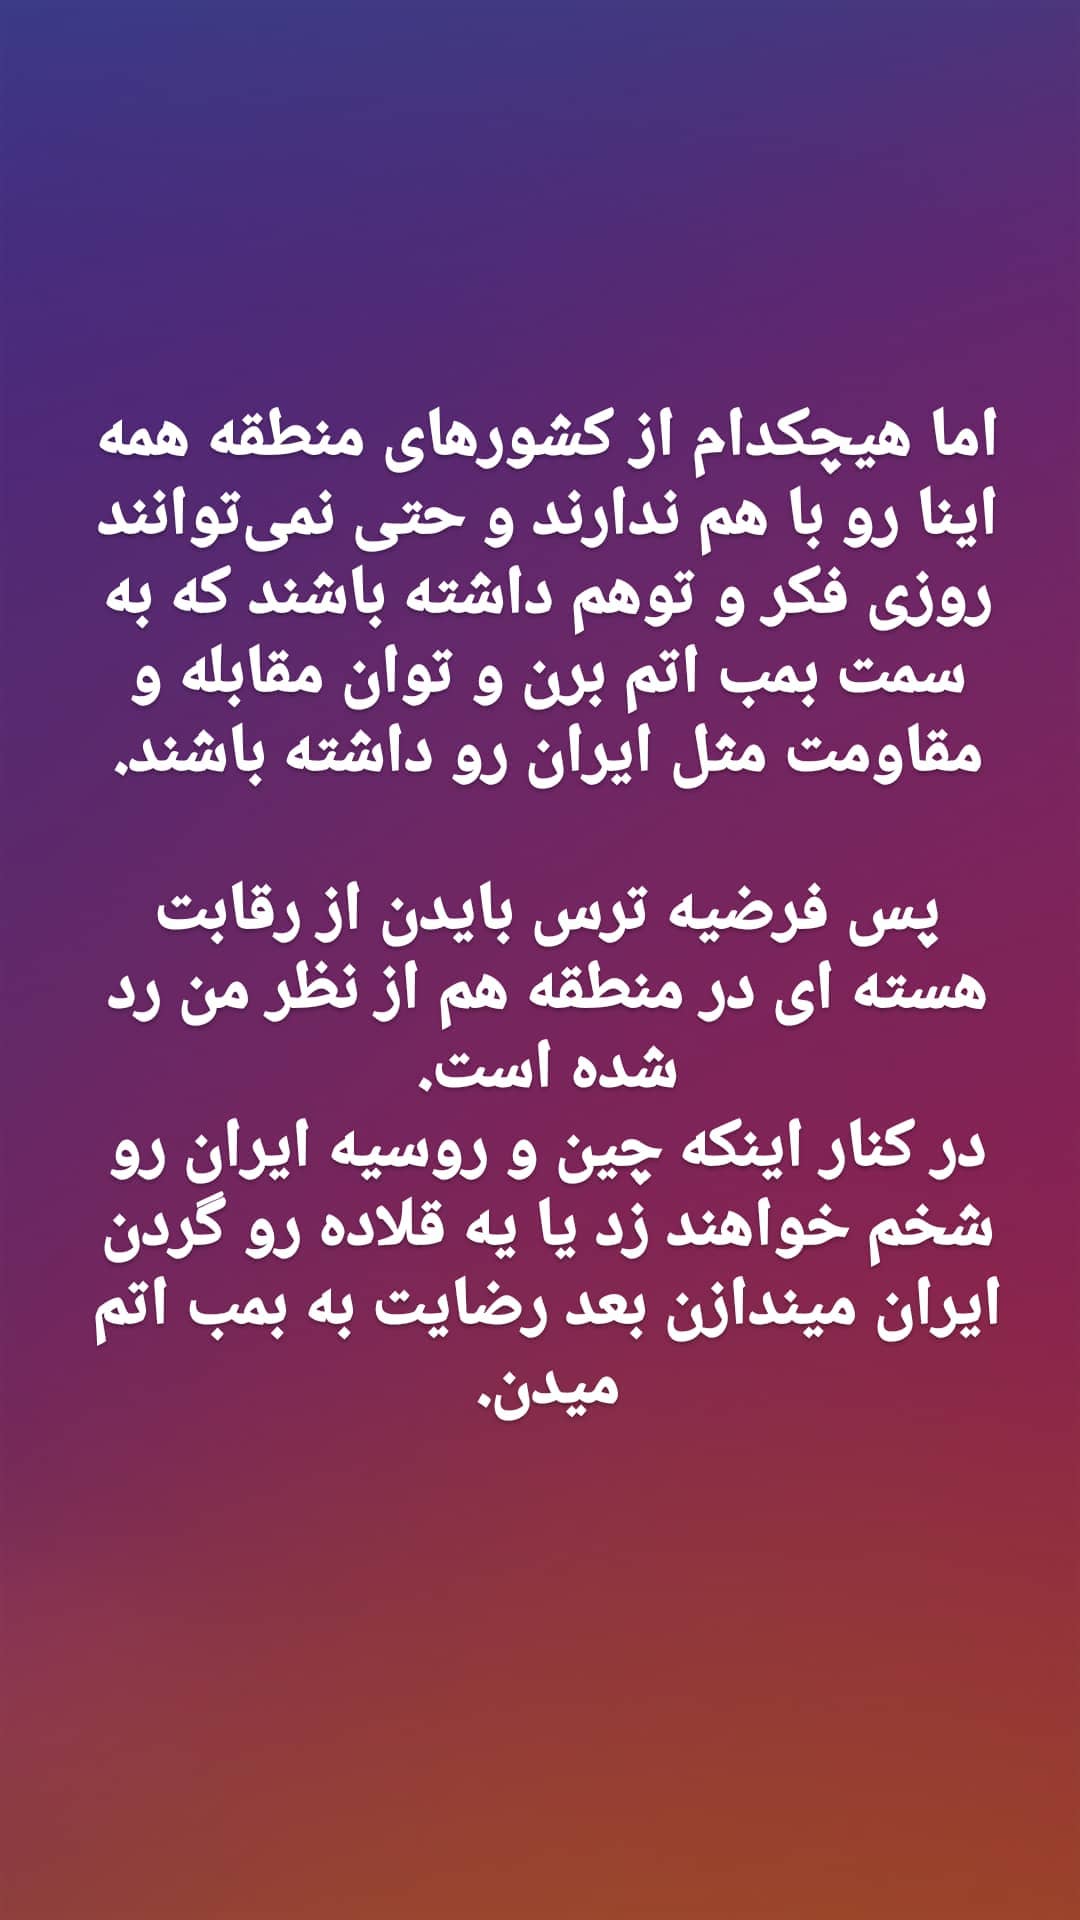 اما هیچکدام از کشورهای منطقه همه
اینا رو با هم ندارند و حتی نمی‌توانند
روزی فکر و توهم داشته باشند که به
سمت بمب اتم برن و توان مقابله و
مقاومت مثل ایران رو داشته باشند.
پس فرضیه ترس بایدن از رقابت
هسته ای در منطقه هم از نظر من رد
شده است.
در کنار اینکه چین و روسیه ایران رو
شخم خواهند زد یا یه قلاده رو گردن
ایران میندازن بعد رضایت به بمب اتم
میدن.